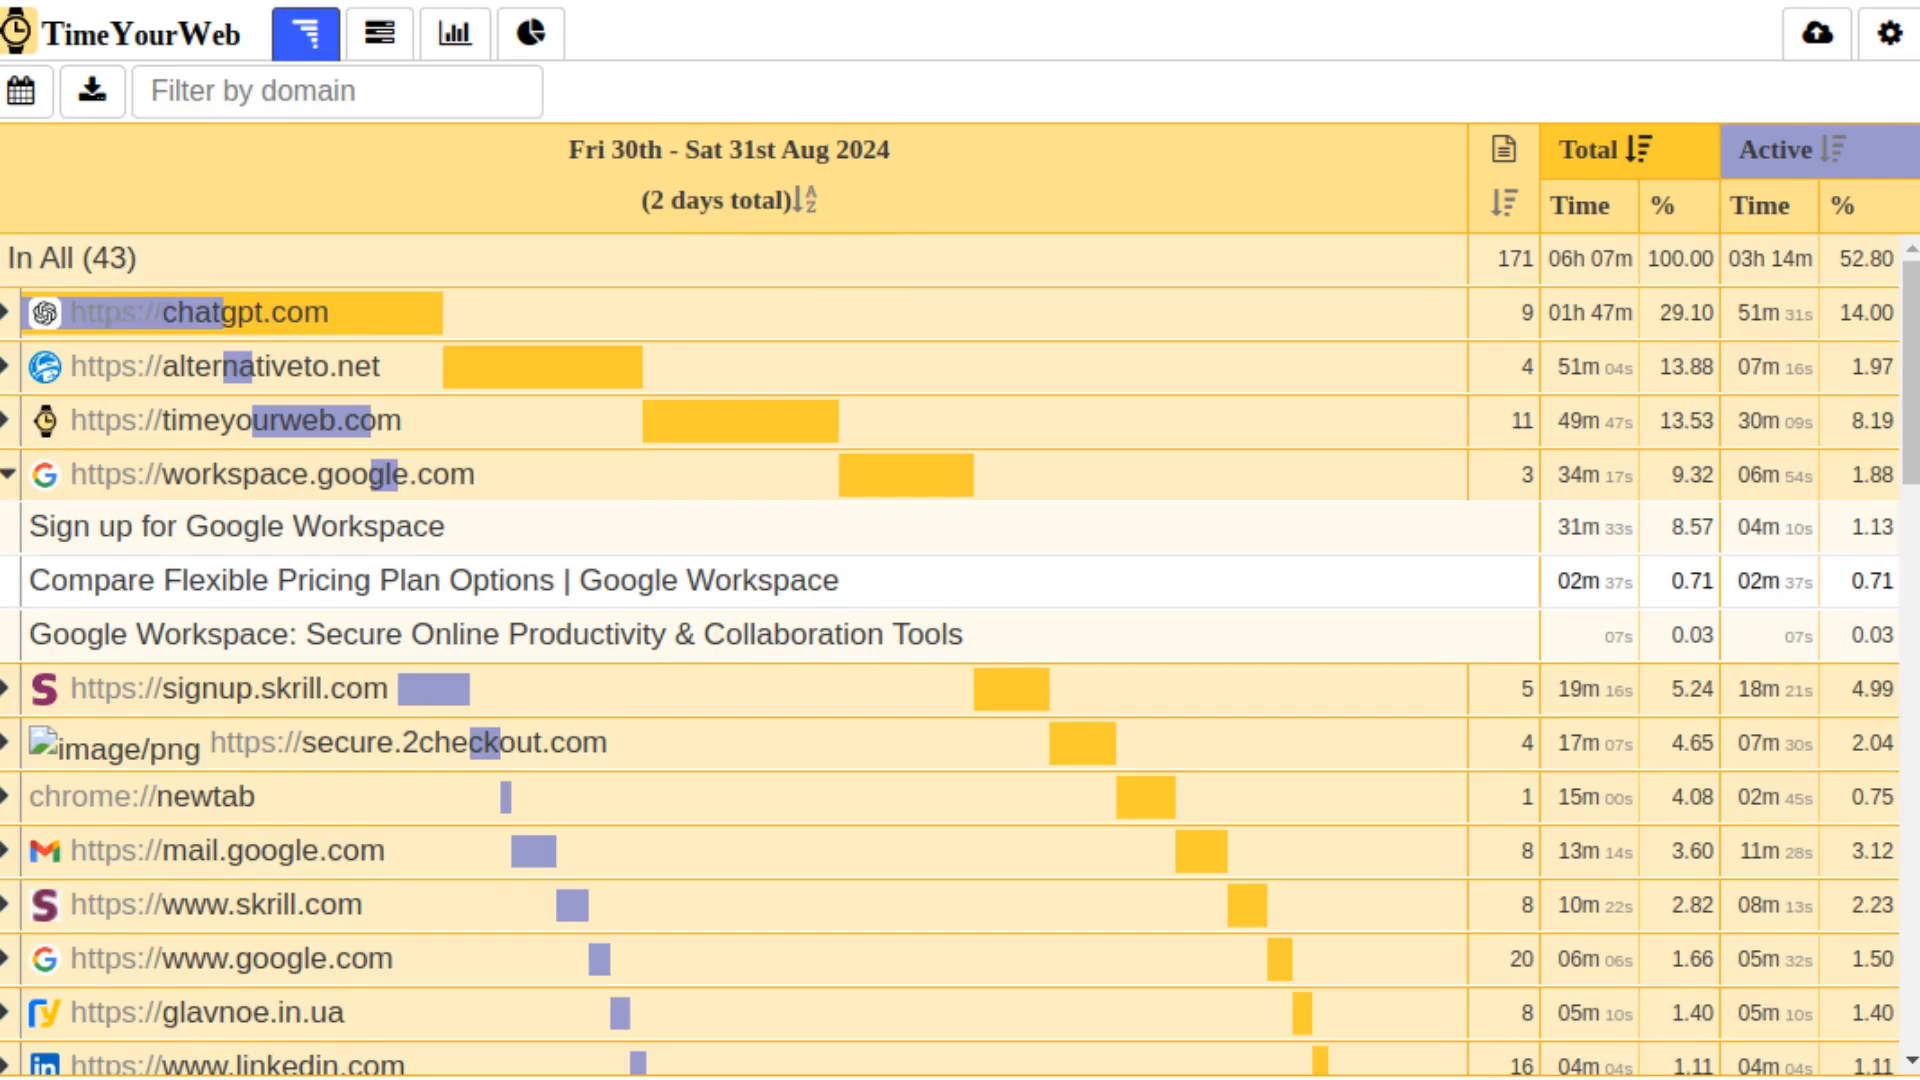 TimeYourWeb
Filter by domain
Fri 30th - Sat 31st Aug 2024 Total Active
(2 days total) Time % Time %
In All (43) 171 06h 07m 100.00 03h 14m 52.80
https://chatgpt.com 9 01h 47m 29.10 51m 31s 14.00
https://alternativeto.net 4 51m 04s 13.88 07m 16s 1.97
https://timeyourweb.com 11 49m 47s 13.53 30m 09s 8.19
https://workspace.google.com 3 34m 17s 9.32 06m 54s 1.88
Sign up for Google Workspace 31m 33s 8.57 04m 10s 1.13
Compare Flexible Pricing Plan Options | Google Workspace 02m 37s 0.71 02m 37s 0.71
Google Workspace: Secure Online Productivity & Collaboration Tools 07s 0.03 07s 0.03
https://signup.skrill.com 5 19m 16s 5.24 18m 21s 4.99
image/png https://secure.2checkout.com 4 17m 07s 4.65 07m 30s 2.04
chrome://newtab 1 15m 00s 4.08 02m 45s 0.75
https://mail.google.com 8 13m 14s 3.60 11m 28s 3.12
https://www.skrill.com 8 10m 22s 2.82 08m 13s 2.23
https://www.google.com 20 06m 06s 1.66 05m 32s 1.50
https://glavnoe.in.ua 8 05m 10s 1.40 05m 10s 1.40
https://www.linkedin.com 16 04m 04s 1.11 04m 04s 1.11